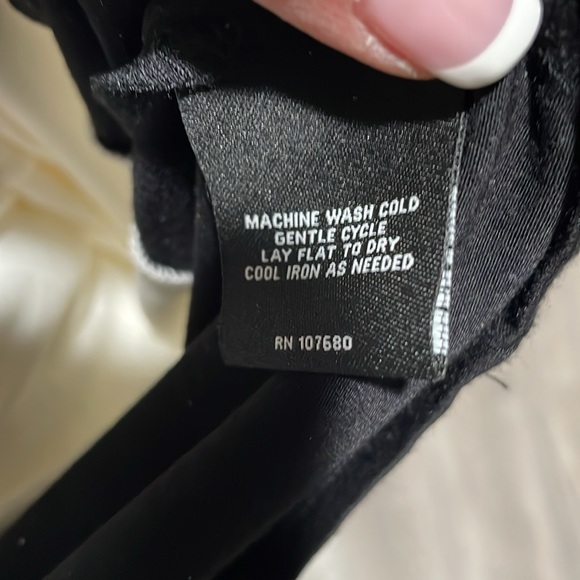 MACHINE WASH COLD
GENTLE CYCLE
LAY FLAT TO DRY
COOL IRON AS NEEDED
RN 107680